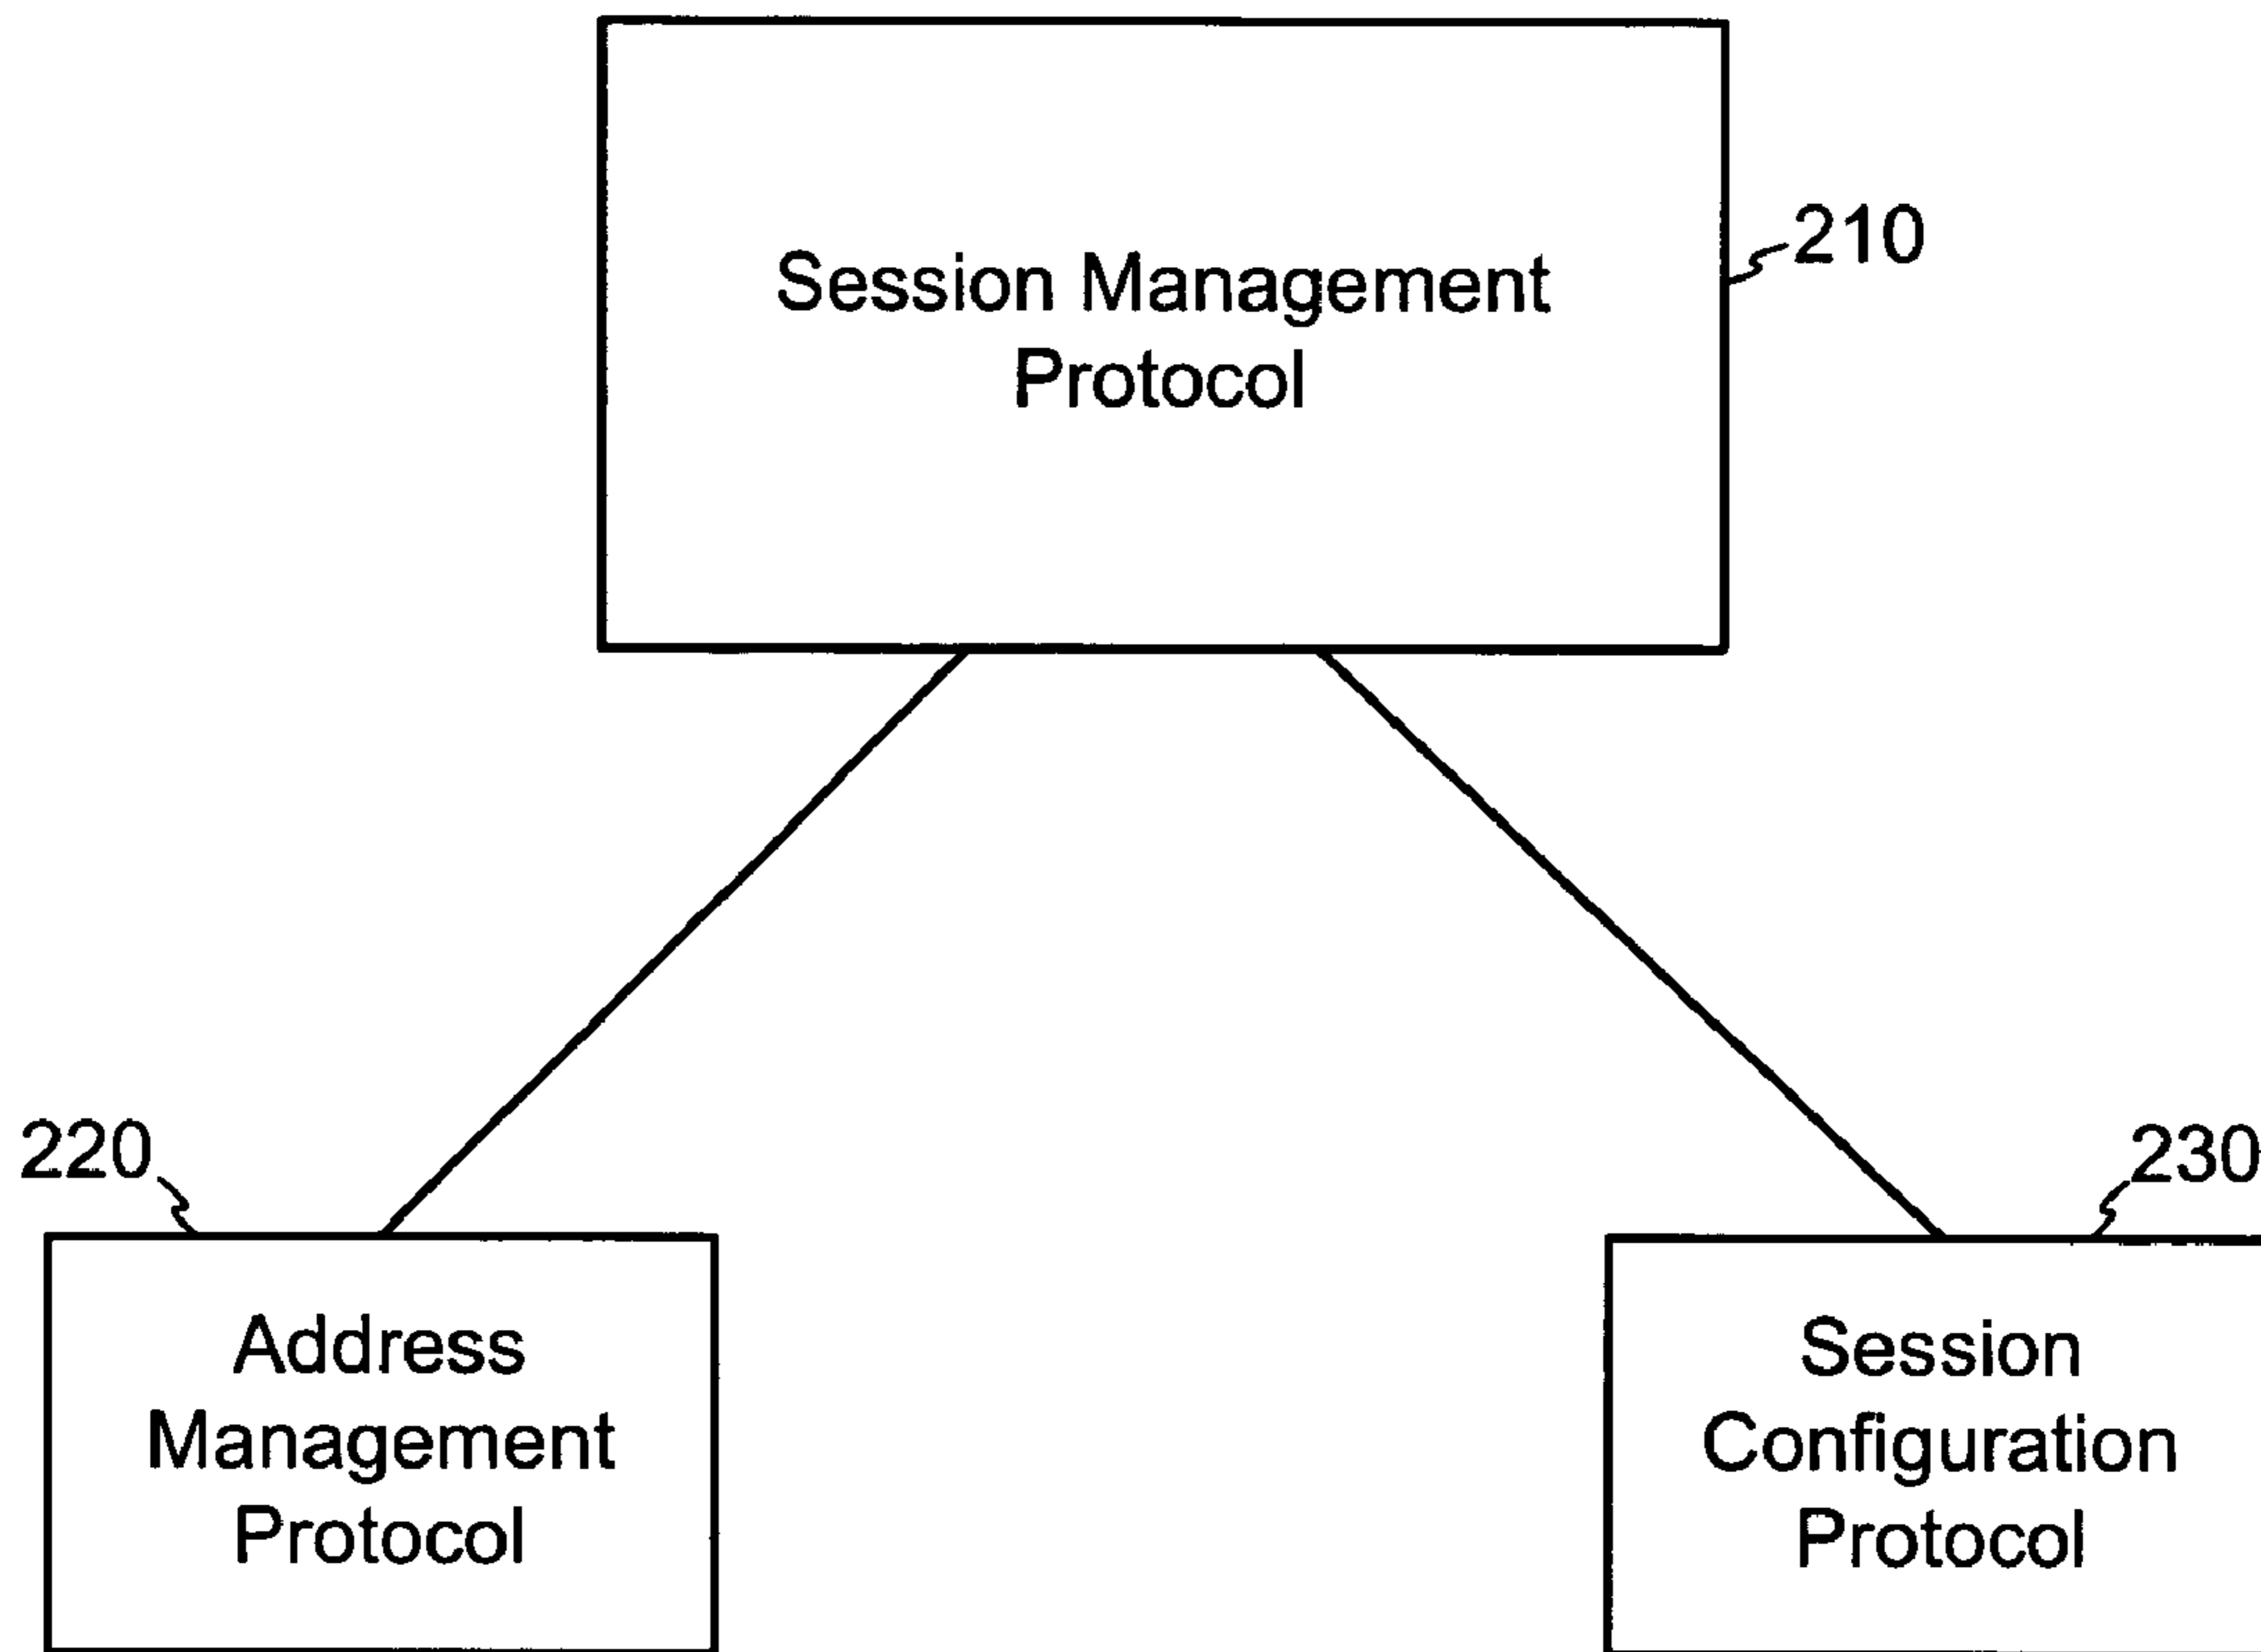 Session Management
Protocol
210
220
230
Address
Management
Protocol
Session
Configuration
Protocol